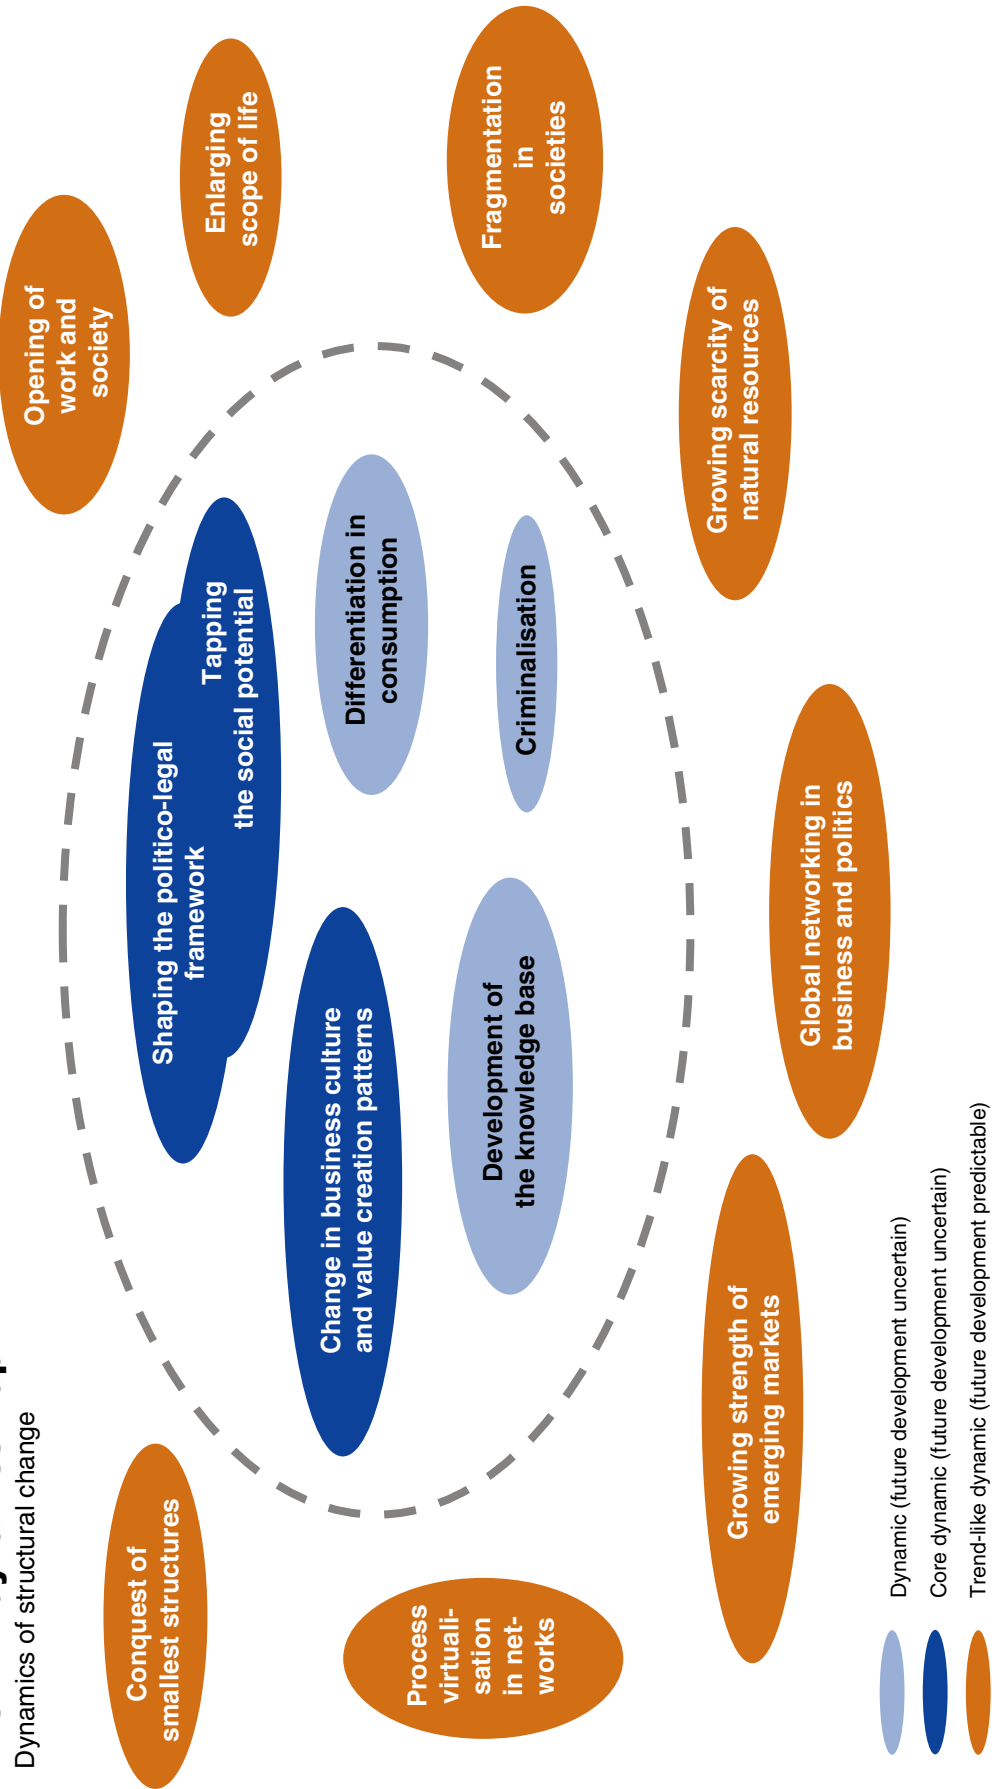 Dynamics of structural change
Opening of
work and
society
Conquest of
smallest structures
Shaping the politico-legal
framework
Tapping
the social potential
Enlarging
scope of life
Change in business culture
and value creation patterns
Differentiation in
consumption
Process
virtuali-
sation
in net-
works
Development of
the knowledge base
Criminalisation
Fragmentation
in
societies
Growing strength of
emerging markets
Global networking in
business and politics
Growing scarcity of
natural resources
Dynamic (future development uncertain)
Core dynamic (future development uncertain)
Trend-like dynamic (future development predictable)